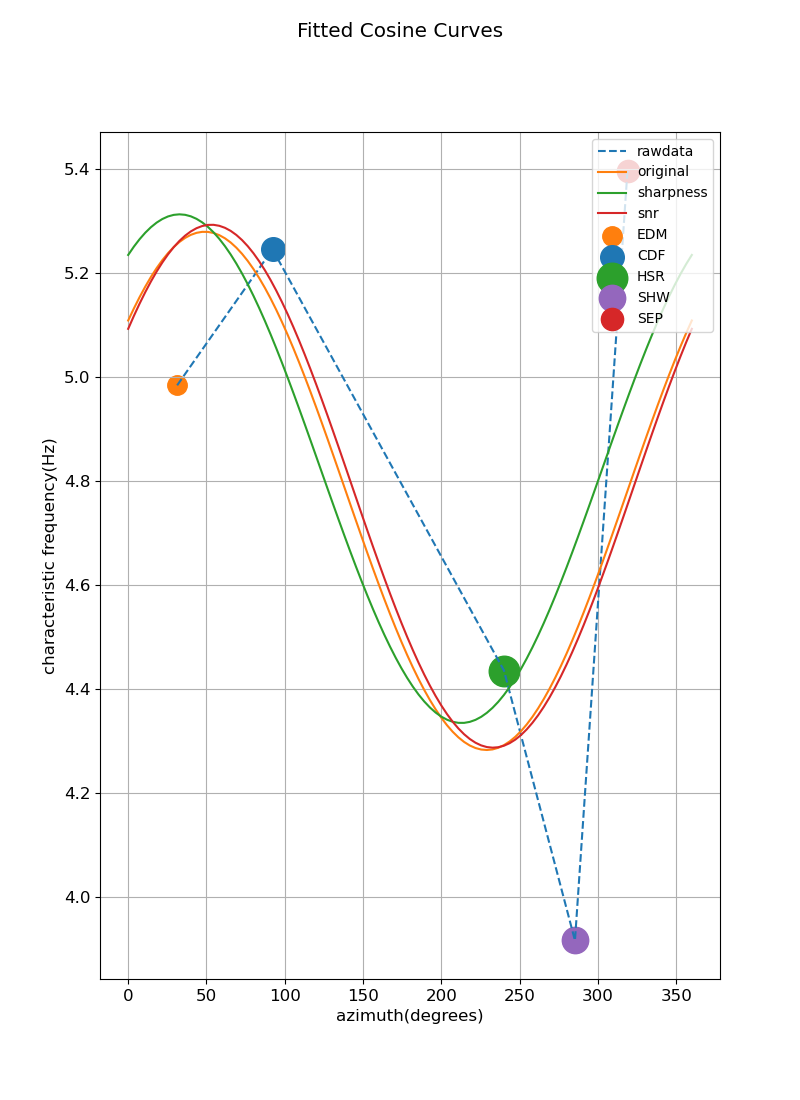 Fitted Cosine Curves
characteristic frequency(Hz)
5.4
5.2
5.0
4.8
4.6
4.4
4.2
4.0
rawdata
original
sharpness
snr
EDM
CDF
HSR
SHW
SEP
0 50 100 150 200 250 300 350
azimuth(degrees)